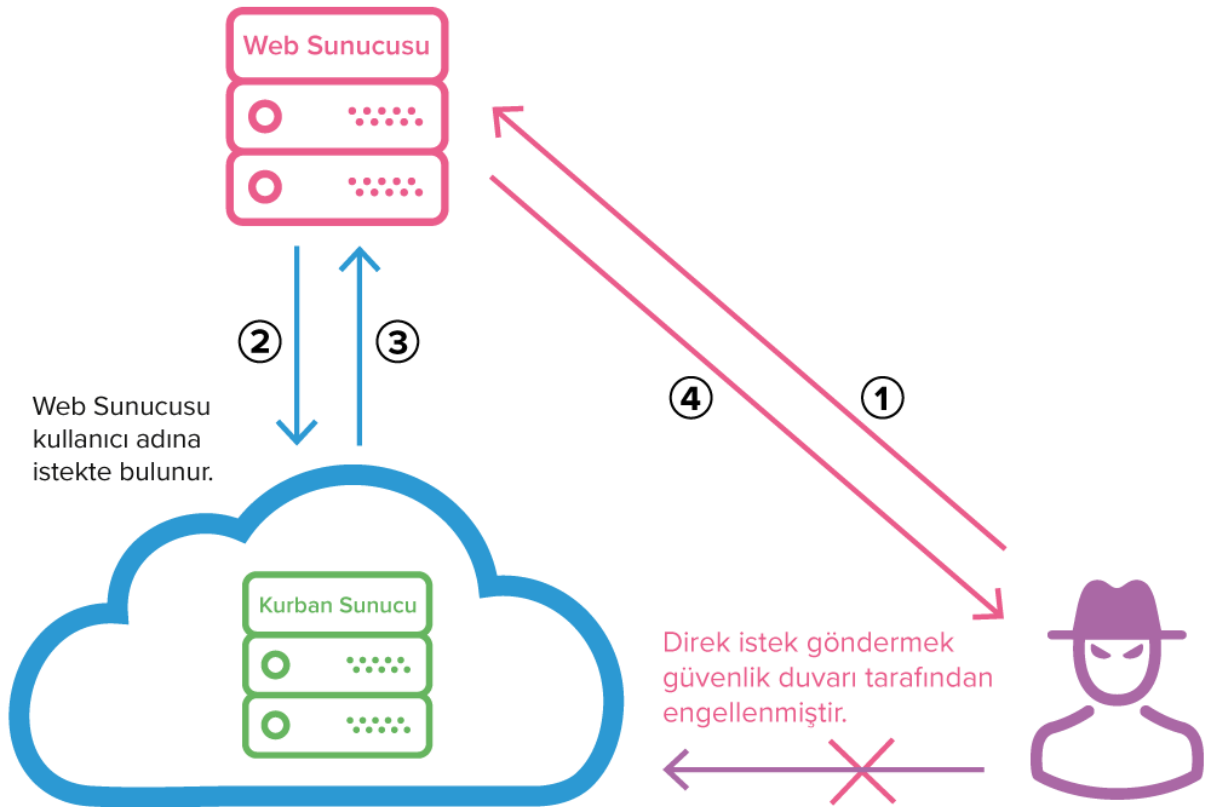 Web Sunucusu
2
3
4
1
Web Sunucusu
kullanıcı adına
istekte bulunur.
Kurban Sunucu
Direk istek göndermek
güvenlik duvarı tarafından
engellenmiştir.